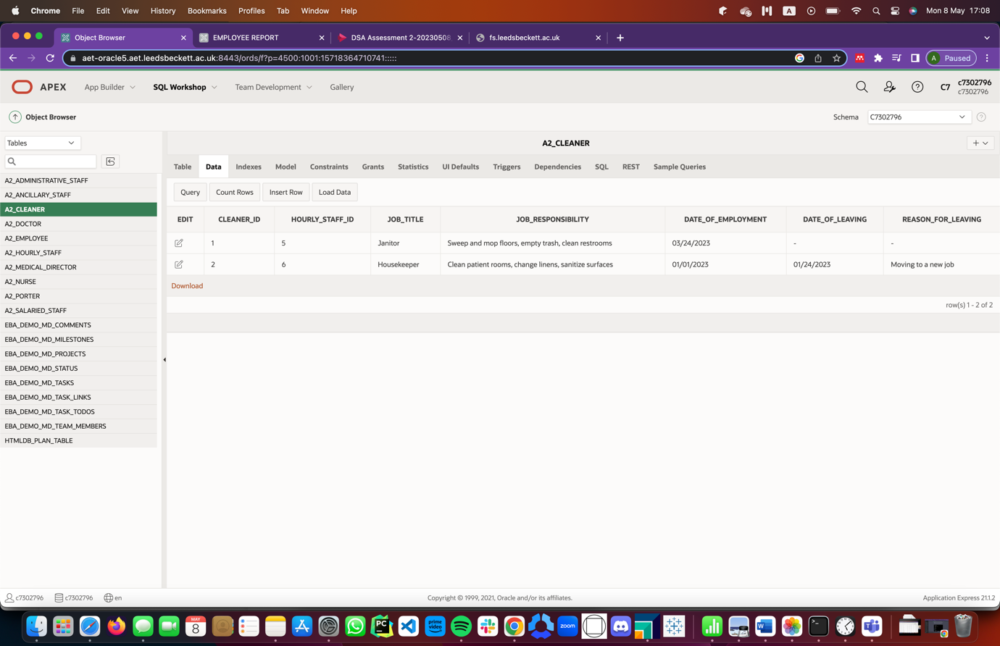 Chrome File Edit View History Bookmarks Profiles Tab Window Help A Mon 8 May 17:08
Object Browser EMPLOYEE REPORT DSA Assessment 2-20230508 fs.leedsbeckett.ac.uk
aet-oracle5.aet.leedsbeckett.ac.uk:8443/ords/f?p=4500:1001:15718364710741::::: A Paused
APEX App Builder SQL Workshop Team Development Gallery C7 c7302796
c7302796
Object Browser Schema C7302796
Tables A2_CLEANER
Table Data Indexes Model Constraints Grants Statistics UI Defaults Triggers Dependencies SQL REST Sample Queries
Query Count Rows Insert Row Load Data
EDIT CLEANER_ID HOURLY_STAFF_ID JOB_TITLE JOB_RESPONSIBILITY DATE_OF_EMPLOYMENT DATE_OF_LEAVING REASON_FOR_LEAVING
1 5 Janitor Sweep and mop floors, empty trash, clean restrooms 03/24/2023 - -
2 6 Housekeeper Clean patient rooms, change linens, sanitize surfaces 01/01/2023 01/24/2023 Moving to a new job
Download
row(s) 1 - 2 of 2
A2_ADMINISTRATIVE_STAFF
A2_ANCILLARY_STAFF
A2_CLEANER
A2_DOCTOR
A2_EMPLOYEE
A2_HOURLY_STAFF
A2_MEDICAL_DIRECTOR
A2_NURSE
A2_PORTER
A2_SALARIED_STAFF
EBA_DEMO_MD_COMMENTS
EBA_DEMO_MD_MILESTONES
EBA_DEMO_MD_PROJECTS
EBA_DEMO_MD_STATUS
EBA_DEMO_MD_TASKS
EBA_DEMO_MD_TASK_LINKS
EBA_DEMO_MD_TASK_TODOS
EBA_DEMO_MD_TEAM_MEMBERS
HTMLDB_PLAN_TABLE
c7302796 c7302796 en Copyright © 1999, 2021, Oracle and/or its affiliates. Application Express 21.1.2
MAY
8
PC
prime video
zoom
W